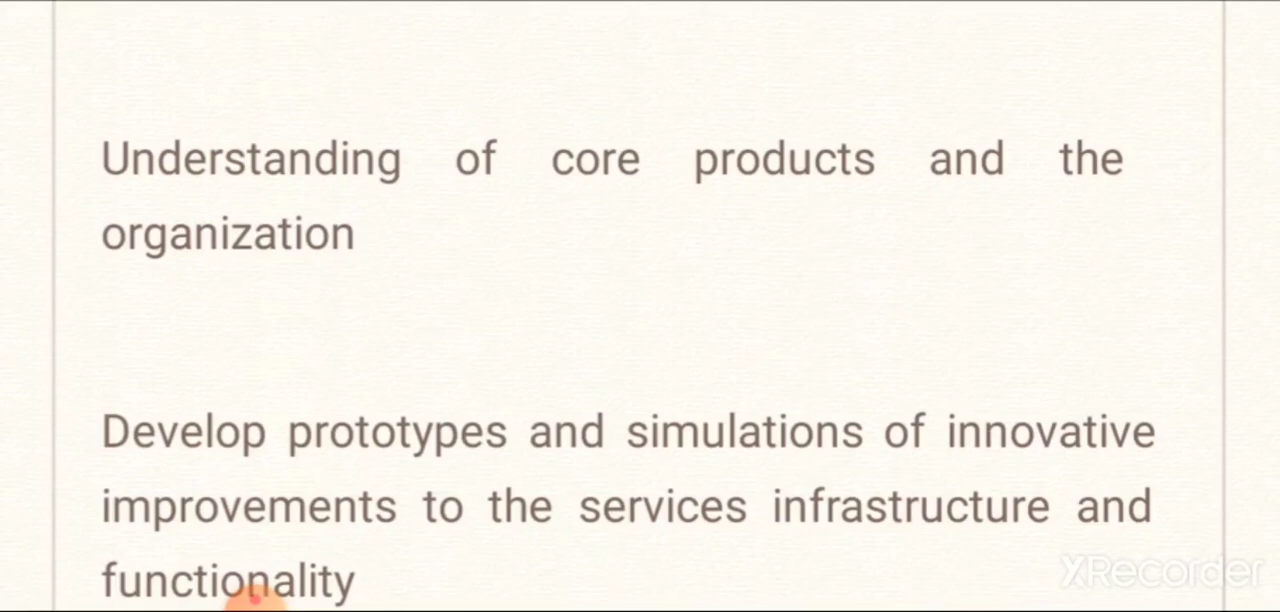 Understanding of core products and the
organization
Develop prototypes and simulations of innovative
improvements to the services infrastructure and
functionality
XRecorder